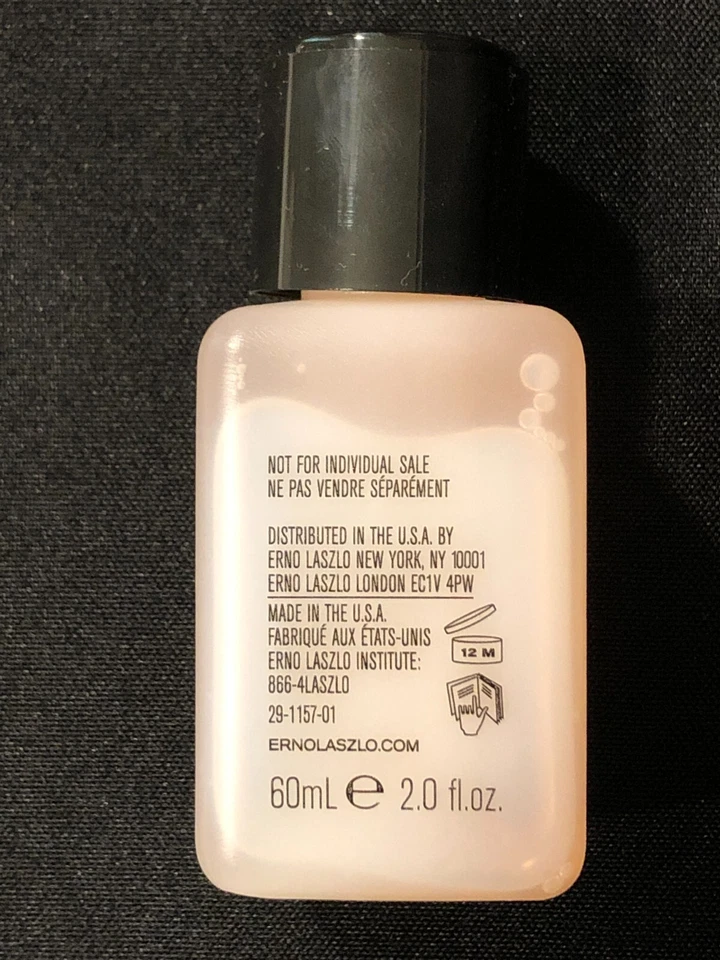 NOT FOR INDIVIDUAL SALE
NE PAS VENDRE SÉPARÉMENT
DISTRIBUTED IN THE U.S.A. BY
ERNO LASZLO NEW YORK, NY 10001
ERNO LASZLO LONDON EC1V 4PW
MADE IN THE U.S.A.
FABRIQUÉ AUX ÉTATS-UNIS
ERNO LASZLO INSTITUTE:
866-4LASZLO
12 M
29-1157-01
ERNOLASZLO.COM
60mL e 2.0 fl.oz.